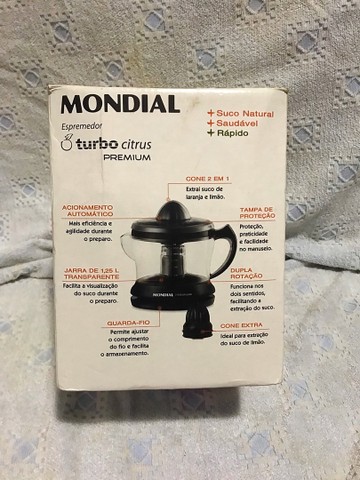 MONDIAL
Espremedor
turbo citrus
PREMIUM
+ Suco Natural
+ Saudável
+ Rápido
CONE 2 EM 1
Extrai suco de
laranja e limão.
ACIONAMENTO
AUTOMÁTICO
Mais eficiência e
agilidade durante
o preparo.
TAMPA DE
PROTEÇÃO
Proteção,
praticidade
e facilidade
no manuseio.
JARRA DE 1,25 L
TRANSPARENTE
Facilita a visualização
do suco durante
o preparo.
DUPLA
ROTAÇÃO
Funciona nos
dois sentidos,
facilitando a
extração do suco.
MONDIAL
GUARDA-FIO
Permite ajustar
o comprimento
do fio e facilita
o armazenamento.
CONE EXTRA
Ideal para extração
do suco de limão.